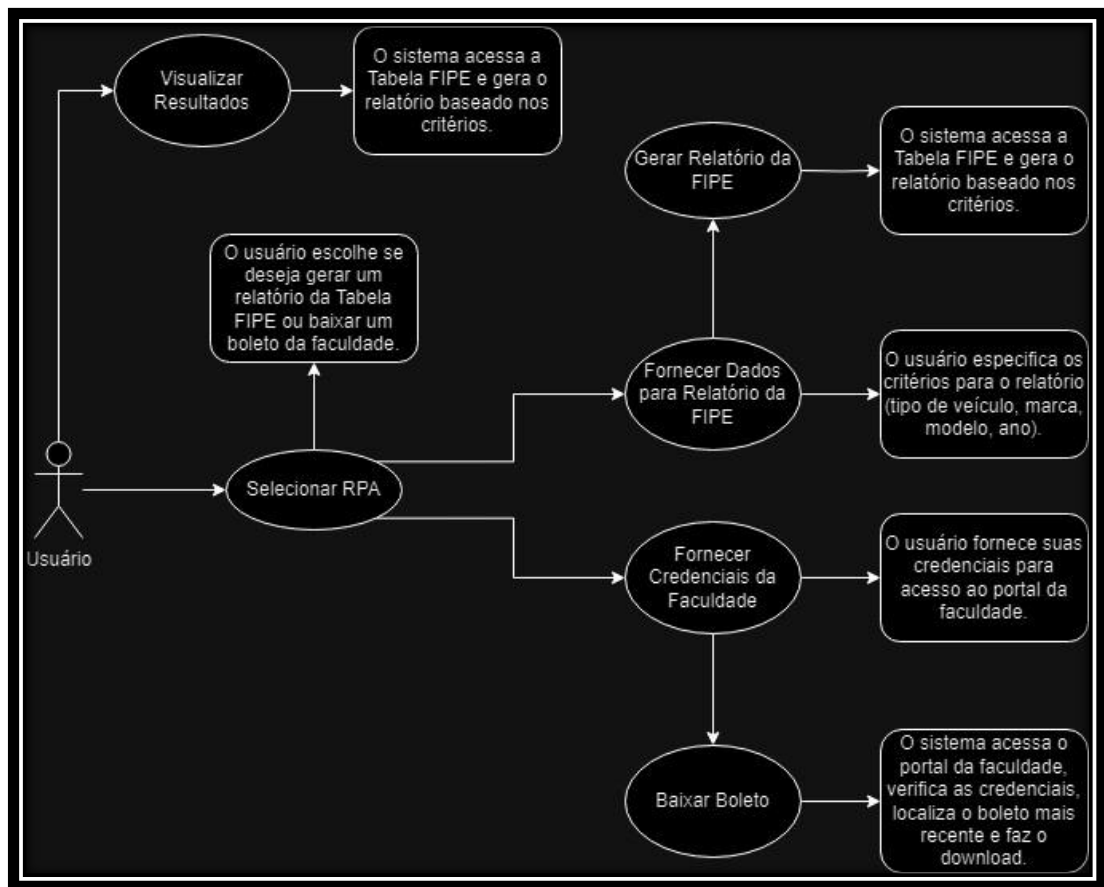 Visualizar
Resultados
O sistema acessa a
Tabela FIPE e gera o
relatório baseado nos
critérios.
Gerar Relatório da
FIPE
O sistema acessa a
Tabela FIPE e gera o
relatório baseado nos
critérios.
O usuário escolhe se
deseja gerar um
relatório da Tabela
FIPE ou baixar um
boleto da faculdade.
Fornecer Dados
para Relatório da
FIPE
O usuário especifica os
critérios para o relatório
(tipo de veículo, marca,
modelo, ano).
Usuário
Selecionar RPA
Fornecer
Credenciais da
Faculdade
O usuário fornece suas
credenciais para
acesso ao portal da
faculdade.
Baixar Boleto
O sistema acessa o
portal da faculdade,
verifica as credenciais,
localiza o boleto mais
recente e faz o
download.